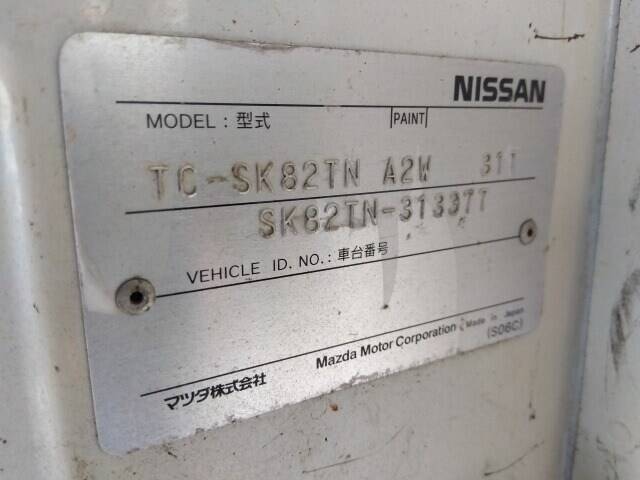 NISSAN
MODEL : 型式 PAINT
TC-SK82TN A2W 31T
SK82TN-313377
VEHICLE ID. NO. : 車台番号
マツダ株式会社 Mazda Motor Corporation Made in Japan
(S06C)